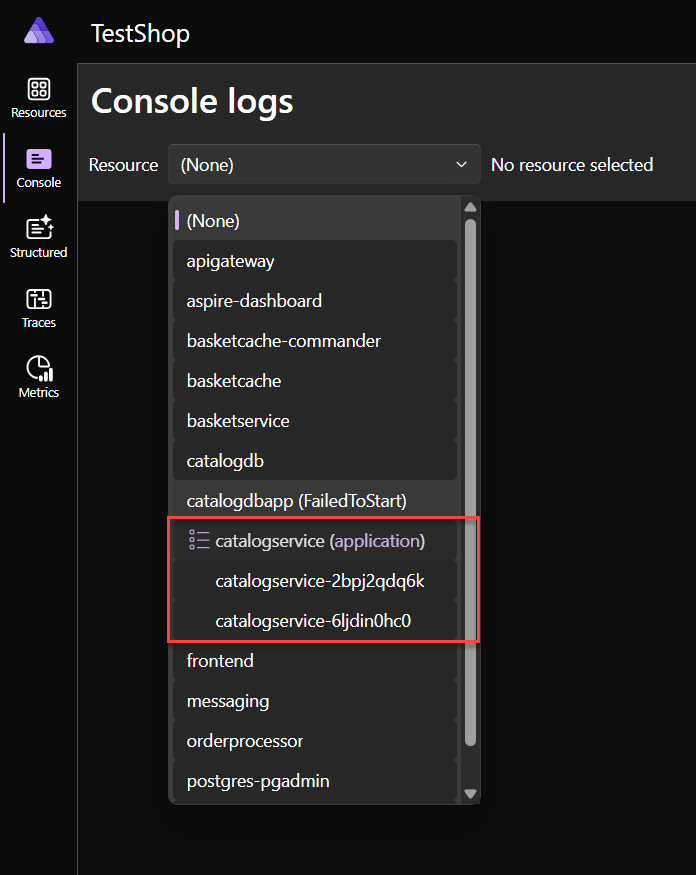 TestShop
Resources
Console
Structured
Traces
Metrics
Console logs
Resource (None) No resource selected
(None)
apigateway
aspire-dashboard
basketcache-commander
basketcache
basketservice
catalogdb
catalogdbapp (FailedToStart)
catalogservice (application)
catalogservice-2bpj2qdq6k
catalogservice-6ljdin0hc0
frontend
messaging
orderprocessor
postgres-pgadmin